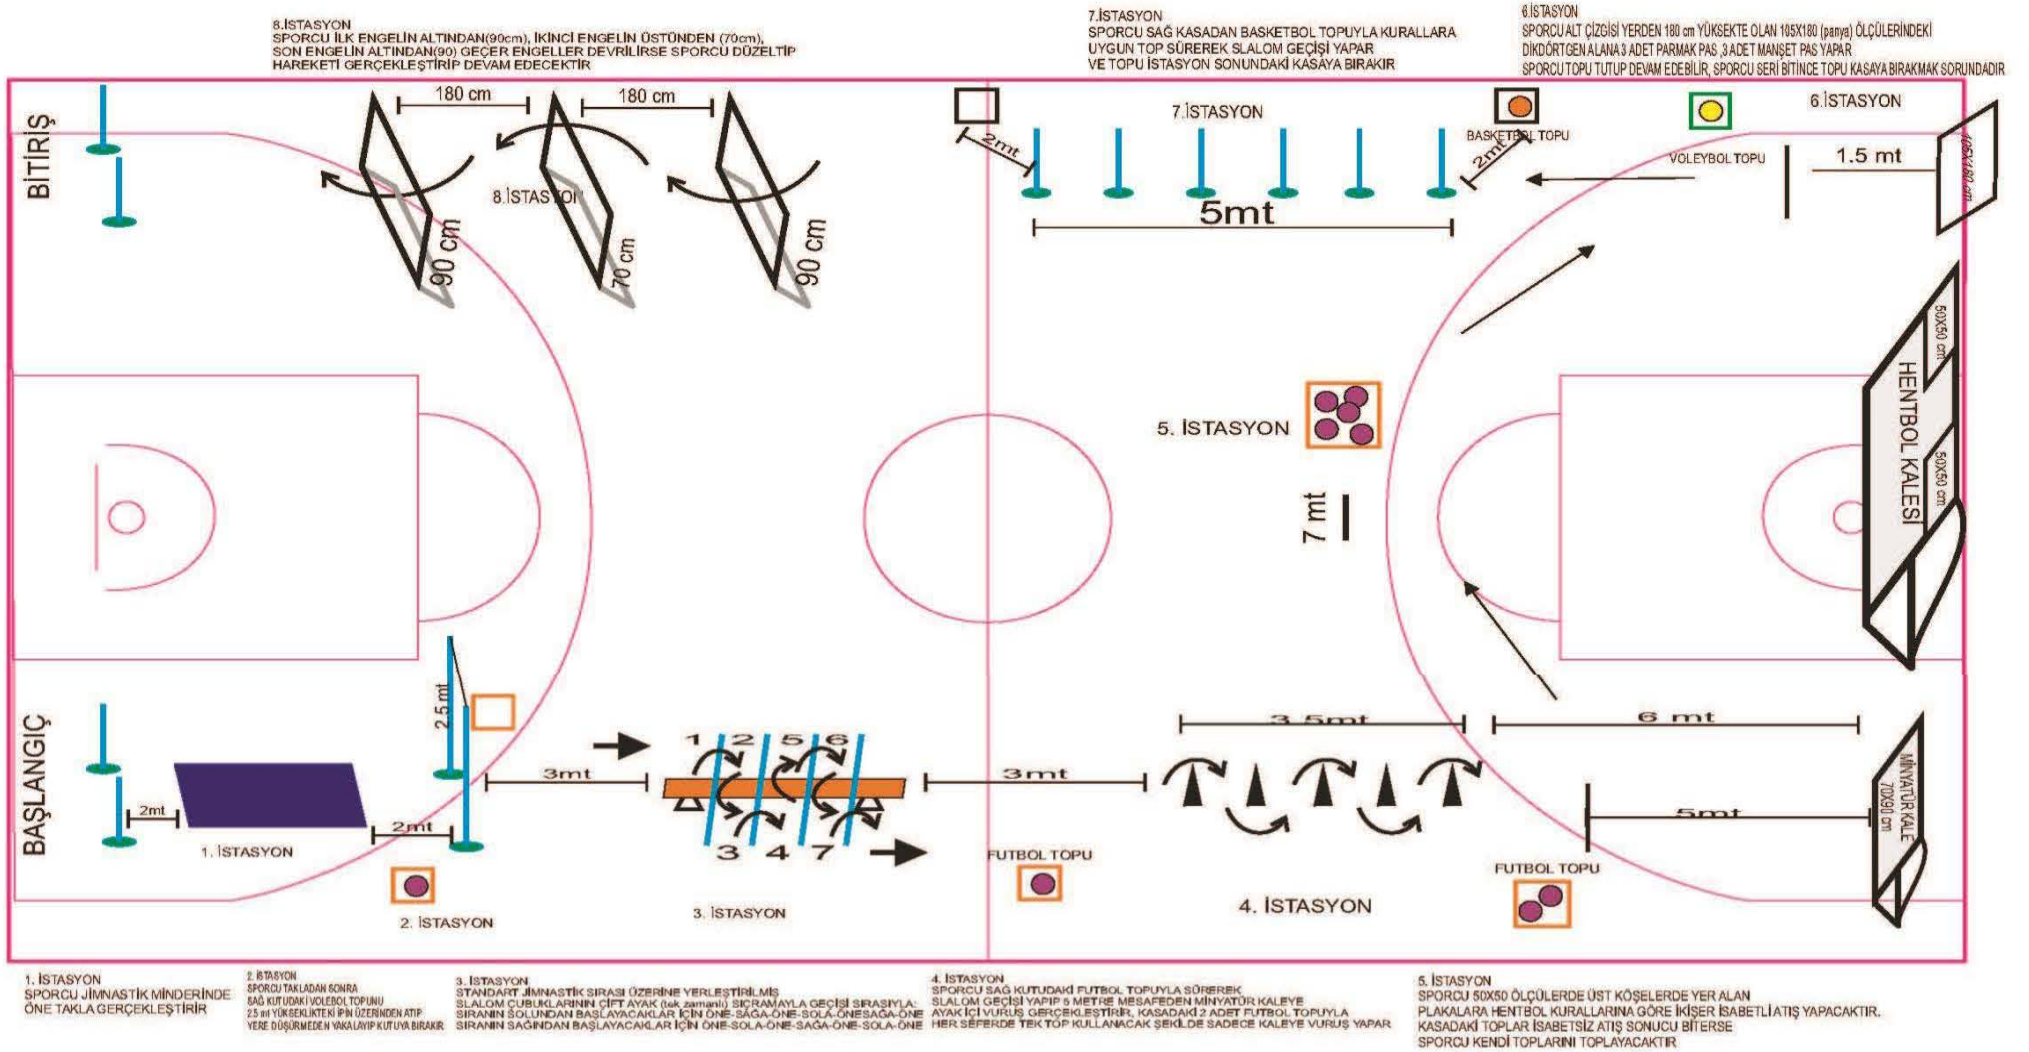 8.İSTASYON
SPORCU İLK ENGELİN ALTINDAN(90cm), İKİNCİ ENGELİN ÜSTÜNDEN (70cm),
SON ENGELİN ALTINDAN(90) GEÇER ENGELLER DEVRİLİRSE SPORCU DÜZELTİP
HAREKETİ GERÇEKLEŞTİRİP DEVAM EDECEKTİR
7.İSTASYON
SPORCU SAĞ KASADAN BASKETBOL TOPUYLA KURALLARA
UYGUN TOP SÜREREK SLALOM GEÇİŞİ YAPAR
VE TOPU İSTASYON SONUNDAKİ KASAYA BIRAKIR
6.İSTASYON
SPORCU ALT ÇİZGİSİ YERDEN 180 cm YÜKSEKTE OLAN 105X180 (panya) ÖLÇÜLERİNDEKİ
DİKDÖRTGEN ALANA 3 ADET PARMAK PAS ,3 ADET MANŞET PAS YAPAR
SPORCU TOPU TUTUP DEVAM EDEBİLİR, SPORCU SERİ BİTİNCE TOPU KASAYA BIRAKMAK SORUNDADIR
BİTİRİŞ
180 cm
180 cm
8.İSTASYON
90 cm
70 cm
90 cm
7.İSTASYON
2mt
5mt
2mt
BASKETBOL TOPU
6.İSTASYON
VOLEYBOL TOPU
1.5 mt
105X180 cm
50X50 cm
HENTBOL KALESİ
50X50 cm
5. İSTASYON
7 mt
BAŞLANGIÇ
2mt
1. İSTASYON
2mt
2.5 mt
2. İSTASYON
3mt
1 2 5 6
3 4 7
3. İSTASYON
3mt
FUTBOL TOPU
3.5mt
4. İSTASYON
6 mt
5mt
FUTBOL TOPU
MİNYATÜR KALE
70X90 cm
1. İSTASYON
SPORCU JİMNASTİK MİNDERİNDE
ÖNE TAKLA GERÇEKLEŞTİRİR
2. İSTASYON
SPORCU TAKLADAN SONRA
SAĞ KUTUDAKİ VOLEBOL TOPUNU
2.5 mt YÜKSEKLİKTEKİ İPİN ÜZERİNDEN ATIP
YERE DÜŞÜRMEDEN YAKALAYIP KUTUYA BIRAKIR
3. İSTASYON
STANDART JİMNASTİK SIRASI ÜZERİNE YERLEŞTİRİLMİŞ
SLALOM ÇUBUKLARININ ÇİFT AYAK (tek zamanlı) SIÇRAMAYLA GEÇİŞİ SIRASIYLA:
SIRANIN SOLUNDAN BAŞLAYACAKLAR İÇİN ÖNE-SAĞA-ÖNE-SOLA-ÖNESAĞA-ÖNE
SIRANIN SAĞINDAN BAŞLAYACAKLAR İÇİN ÖNE-SOLA-ÖNE-SAĞA-ÖNE-SOLA-ÖNE
4. İSTASYON
SPORCU SAĞ KUTUDAKİ FUTBOL TOPUYLA SÜREREK
SLALOM GEÇİŞİ YAPIP 5 METRE MESAFEDEN MİNYATÜR KALEYE
AYAK İÇİ VURUŞ GERÇEKLEŞTİRİR, KASADAKİ 2 ADET FUTBOL TOPUYLA
HER SEFERDE TEK TOP KULLANACAK ŞEKİLDE SADECE KALEYE VURUŞ YAPAR
5. İSTASYON
SPORCU 50X50 ÖLÇÜLERDE ÜST KÖŞELERDE YER ALAN
PLAKALARA HENTBOL KURALLARINA GÖRE İKİŞER İSABETLİ ATIŞ YAPACAKTIR.
KASADAKİ TOPLAR İSABETSİZ ATIŞ SONUCU BİTERSE
SPORCU KENDİ TOPLARINI TOPLAYACAKTIR